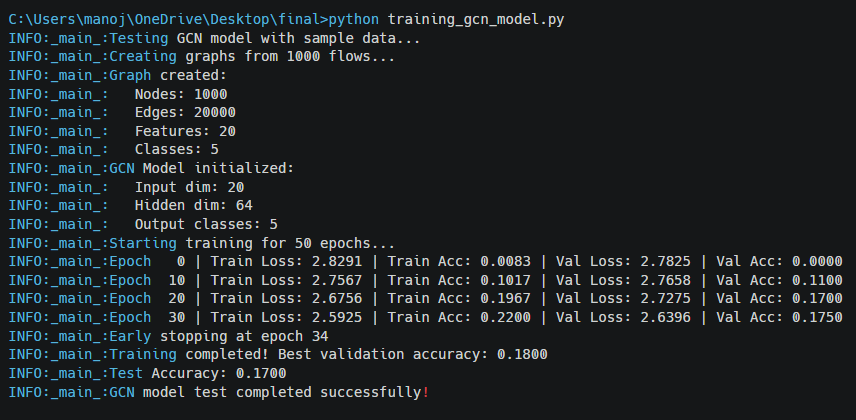 C:\Users\manoj\OneDrive\Desktop\final>python training_gcn_model.py
INFO:_main_:Testing GCN model with sample data...
INFO:_main_:Creating graphs from 1000 flows...
INFO:_main_:Graph created:
INFO:_main_:   Nodes: 1000
INFO:_main_:   Edges: 20000
INFO:_main_:   Features: 20
INFO:_main_:   Classes: 5
INFO:_main_:GCN Model initialized:
INFO:_main_:   Input dim: 20
INFO:_main_:   Hidden dim: 64
INFO:_main_:   Output classes: 5
INFO:_main_:Starting training for 50 epochs...
INFO:_main_:Epoch   0 | Train Loss: 2.8291 | Train Acc: 0.0083 | Val Loss: 2.7825 | Val Acc: 0.0000
INFO:_main_:Epoch  10 | Train Loss: 2.7567 | Train Acc: 0.1017 | Val Loss: 2.7658 | Val Acc: 0.1100
INFO:_main_:Epoch  20 | Train Loss: 2.6756 | Train Acc: 0.1967 | Val Loss: 2.7275 | Val Acc: 0.1700
INFO:_main_:Epoch  30 | Train Loss: 2.5925 | Train Acc: 0.2200 | Val Loss: 2.6396 | Val Acc: 0.1750
INFO:_main_:Early stopping at epoch 34
INFO:_main_:Training completed! Best validation accuracy: 0.1800
INFO:_main_:Test Accuracy: 0.1700
INFO:_main_:GCN model test completed successfully!